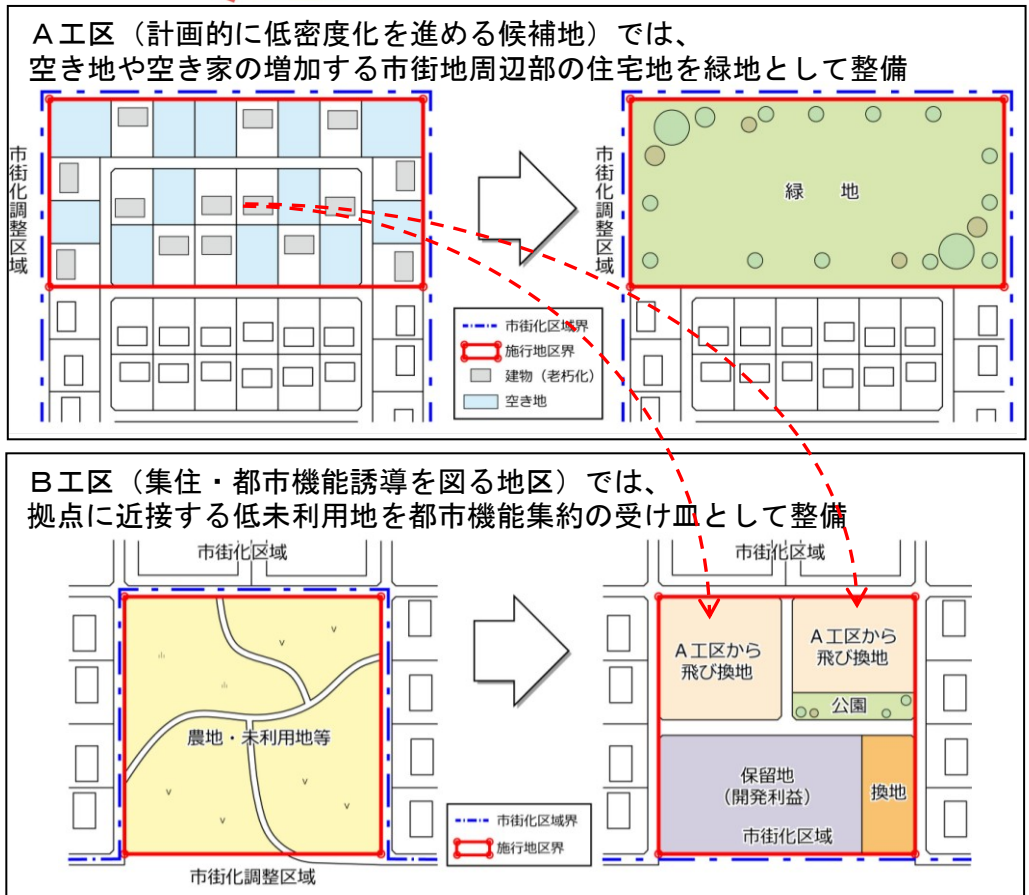 A工区（計画的に低密度化を進める候補地）では、
空き地や空き家の増加する市街地周辺部の住宅地を緑地として整備
市街化調整区域
市街化調整区域
緑　地
市街化区域界
施行地区界
建物（老朽化）
空き地
B工区（集住・都市機能誘導を図る地区）では、
拠点に近接する低未利用地を都市機能集約の受け皿として整備
市街化区域
市街化区域
A工区から
飛び換地
A工区から
飛び換地
公園
農地・未利用地等
保留地
（開発利益）
換地
市街化区域
市街化区域界
施行地区界
市街化調整区域